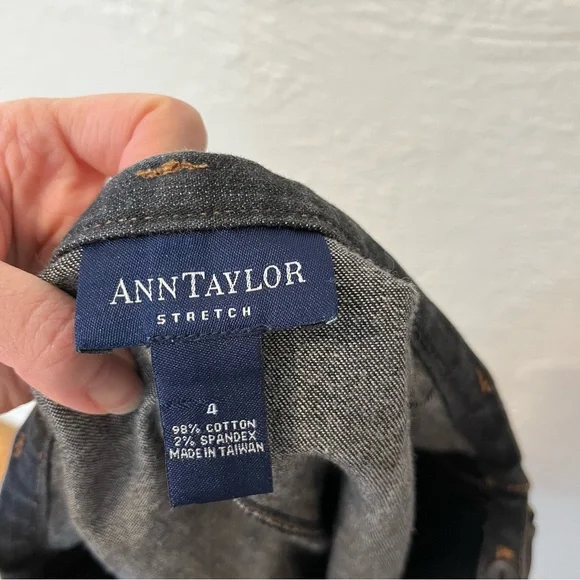 ANNTAYLOR
STRETCH
4
98% COTTON
2% SPANDEX
MADE IN TAIWAN